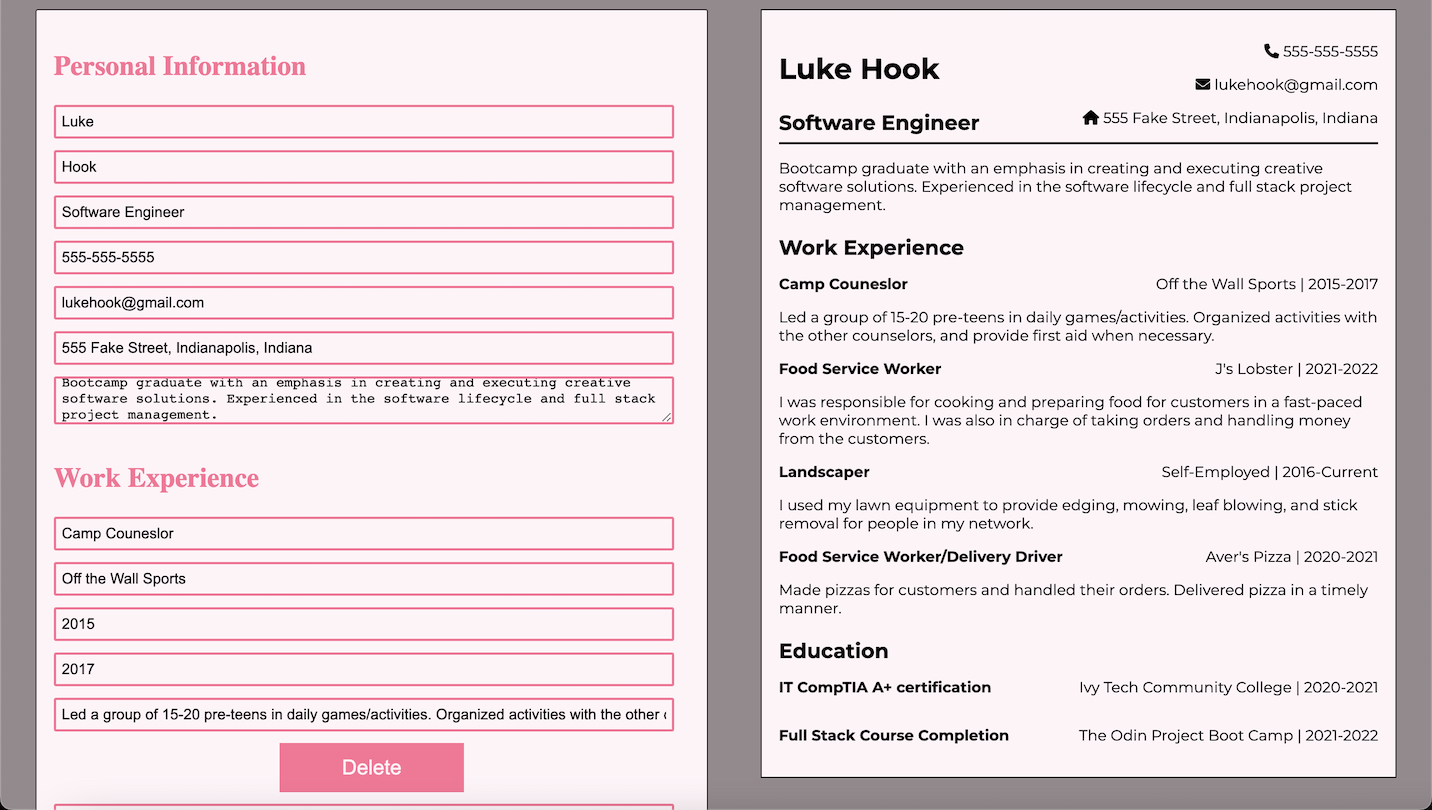 Personal Information
Luke
Hook
Software Engineer
555-555-5555
lukehook@gmail.com
555 Fake Street, Indianapolis, Indiana
Bootcamp graduate with an emphasis in creating and executing creative
software solutions. Experienced in the software lifecycle and full stack
project management.
Work Experience
Camp Couneslor
Off the Wall Sports
2015
2017
Led a group of 15-20 pre-teens in daily games/activities. Organized activities with the other
Delete
Luke Hook
555-555-5555
lukehook@gmail.com
Software Engineer
555 Fake Street, Indianapolis, Indiana
Bootcamp graduate with an emphasis in creating and executing creative
software solutions. Experienced in the software lifecycle and full stack project
management.
Work Experience
Camp Couneslor Off the Wall Sports | 2015-2017
Led a group of 15-20 pre-teens in daily games/activities. Organized activities with
the other counselors, and provide first aid when necessary.
Food Service Worker J's Lobster | 2021-2022
I was responsible for cooking and preparing food for customers in a fast-paced
work environment. I was also in charge of taking orders and handling money
from the customers.
Landscaper Self-Employed | 2016-Current
I used my lawn equipment to provide edging, mowing, leaf blowing, and stick
removal for people in my network.
Food Service Worker/Delivery Driver Aver's Pizza | 2020-2021
Made pizzas for customers and handled their orders. Delivered pizza in a timely
manner.
Education
IT CompTIA A+ certification Ivy Tech Community College | 2020-2021
Full Stack Course Completion The Odin Project Boot Camp | 2021-2022